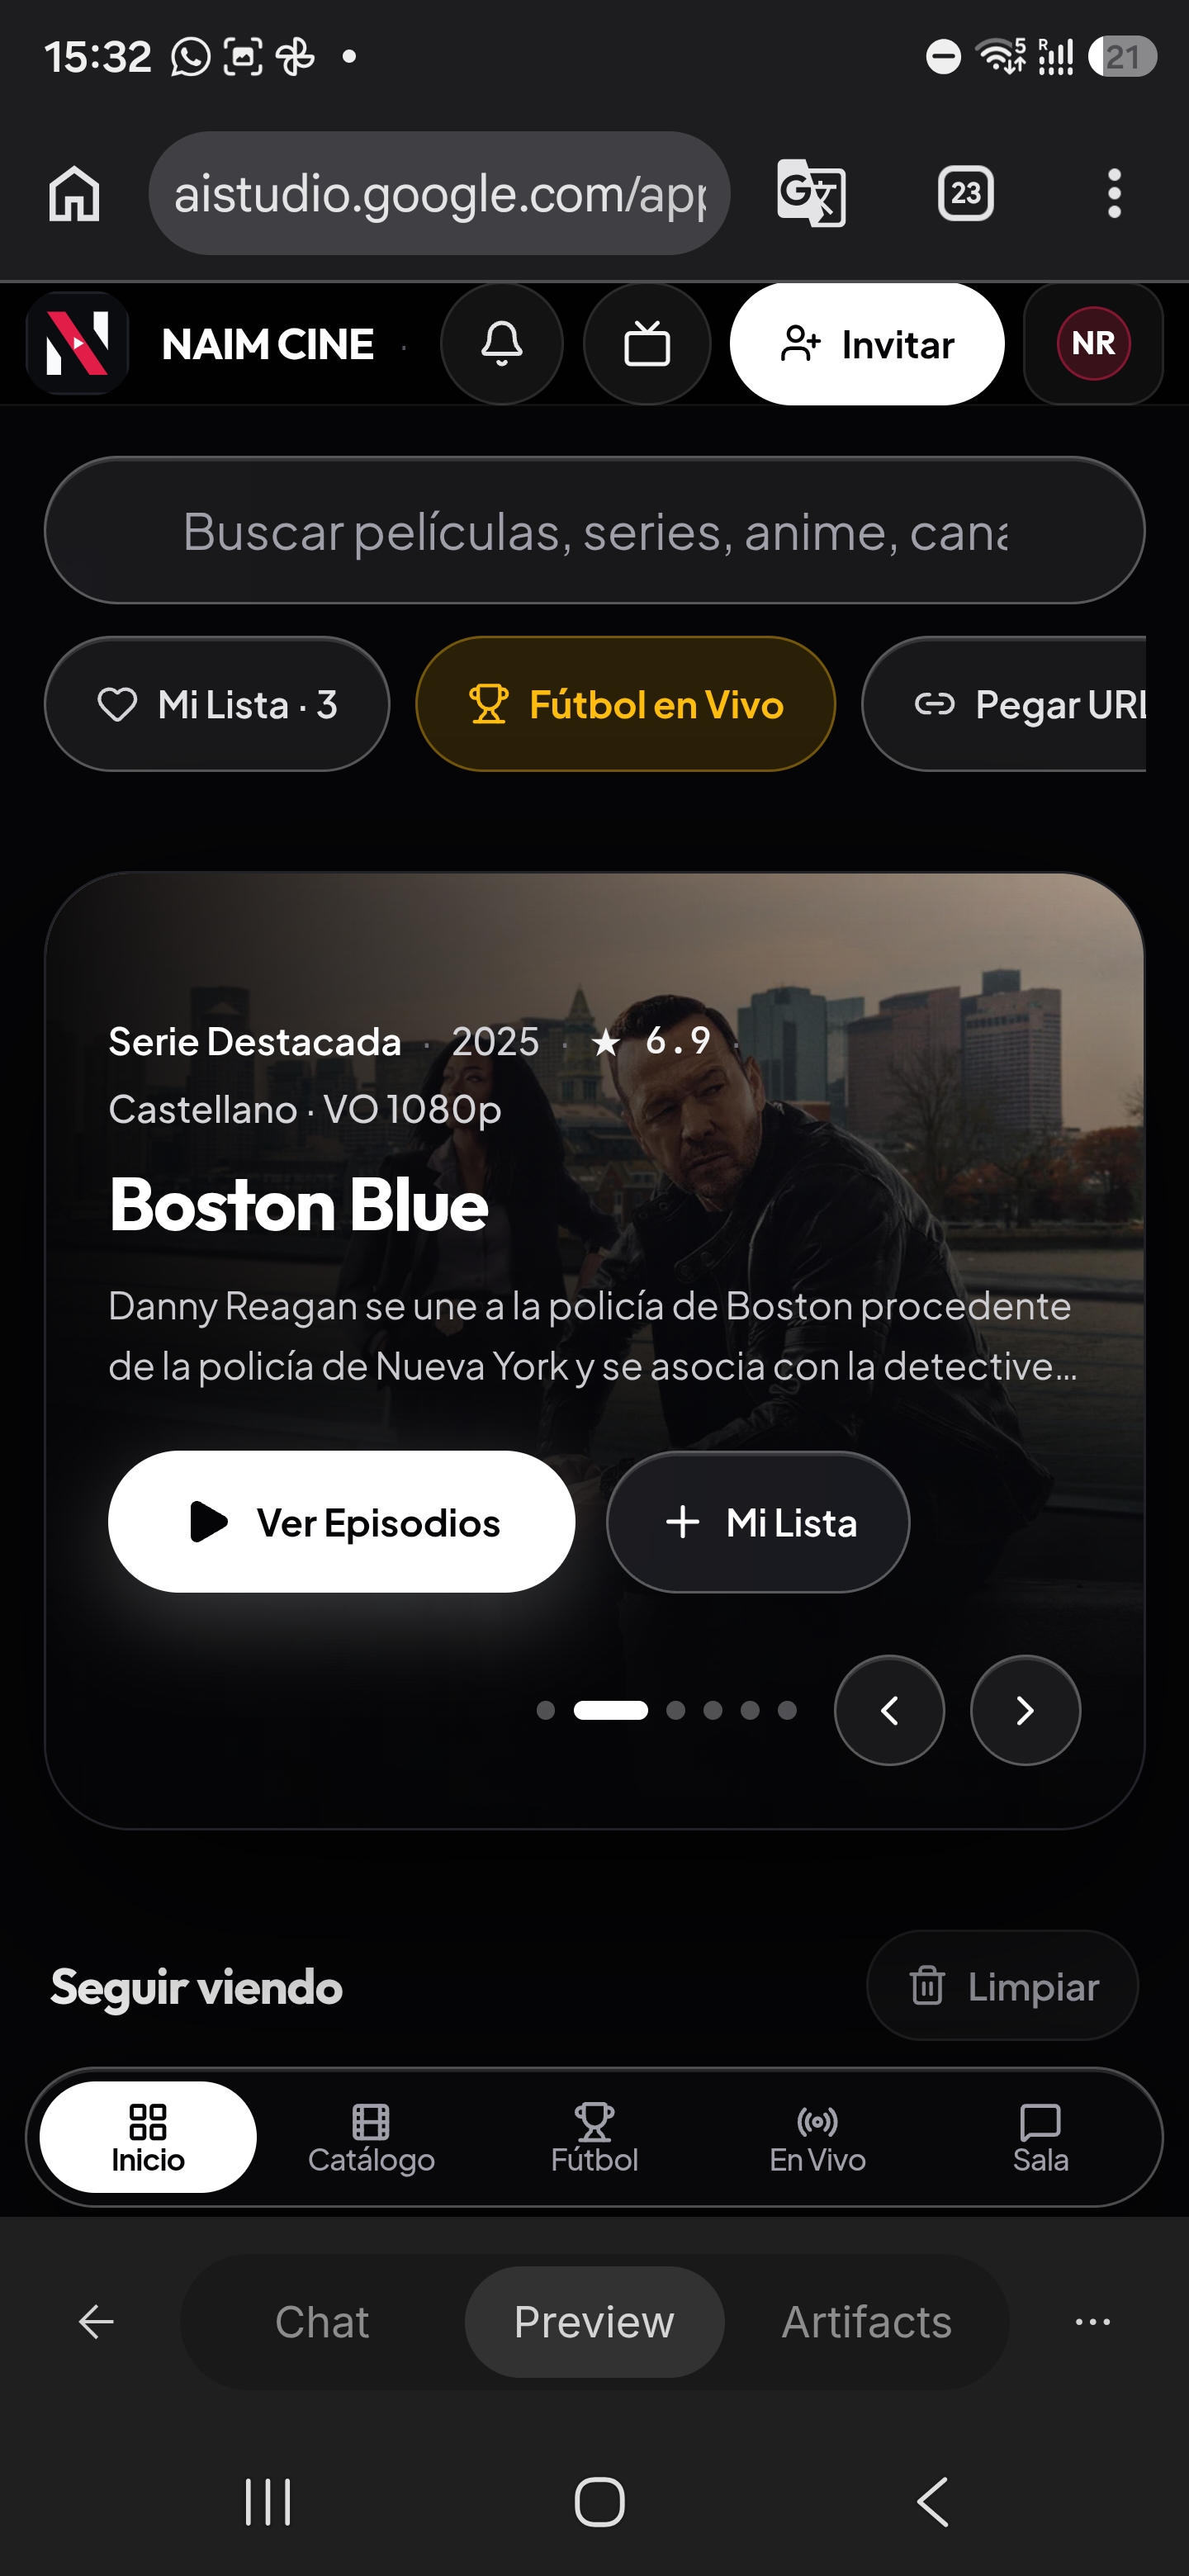 15:32
5
R
21
aistudio.google.com/app
23
NAIM CINE ·
Invitar
NR
Buscar películas, series, anime, cana
Mi Lista · 3
Fútbol en Vivo
Pegar URL
Serie Destacada · 2025 · ★ 6.9 ·
Castellano · VO 1080p
Boston Blue
Danny Reagan se une a la policía de Boston procedente
de la policía de Nueva York y se asocia con la detective...
Ver Episodios
Mi Lista
Seguir viendo
Limpiar
Inicio
Catálogo
Fútbol
En Vivo
Sala
Chat
Preview
Artifacts